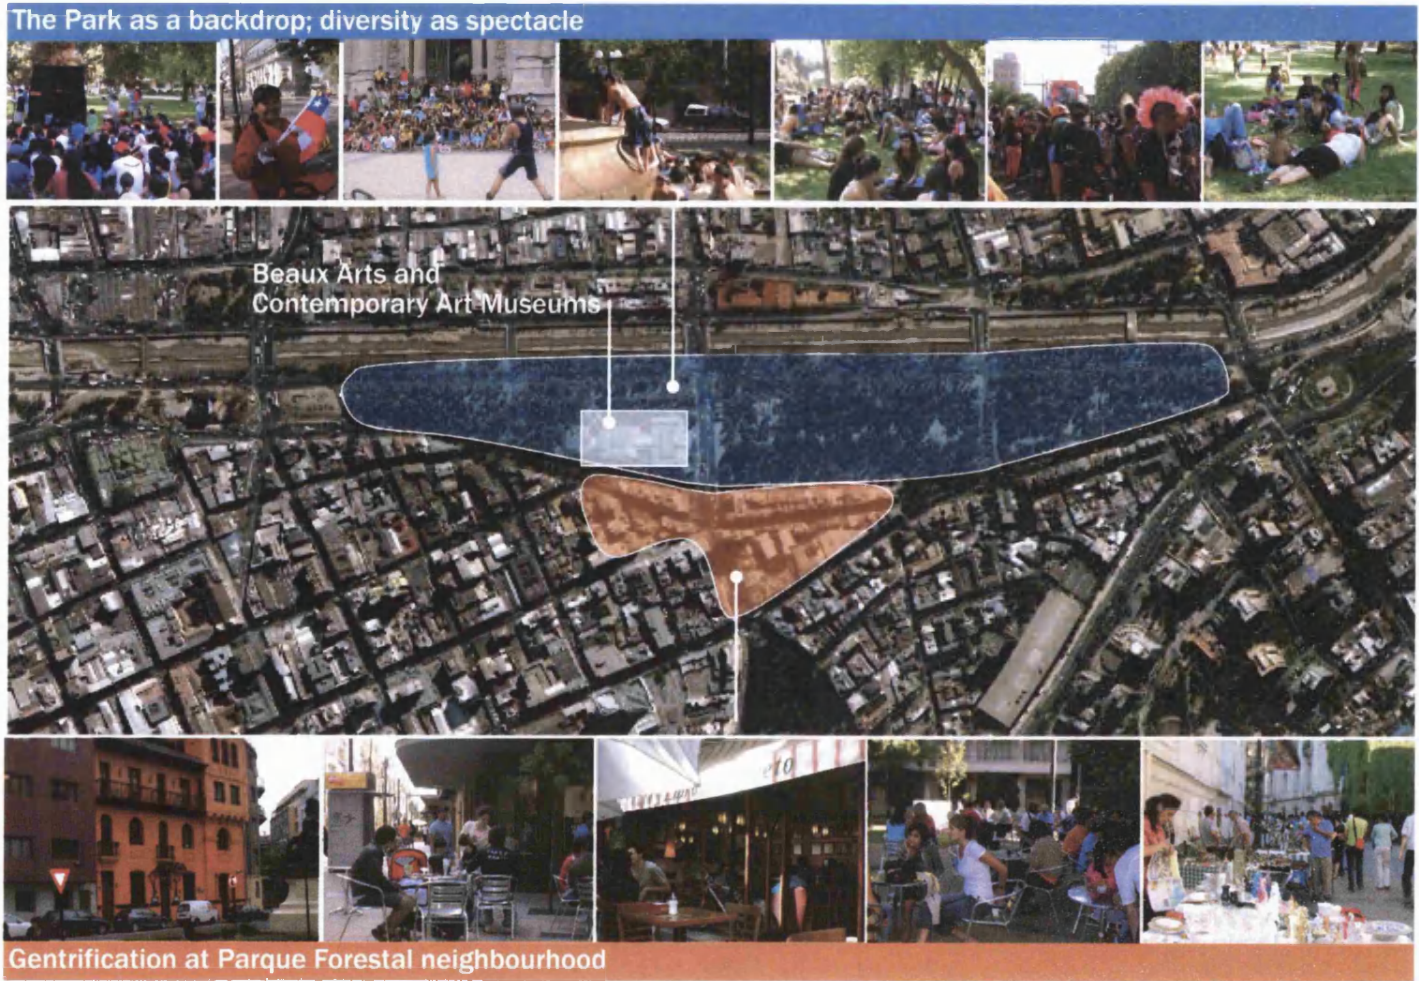 The Park as a backdrop; diversity as spectacle
Beaux Arts and
Contemporary Art Museums
Gentrification at Parque Forestal neighbourhood